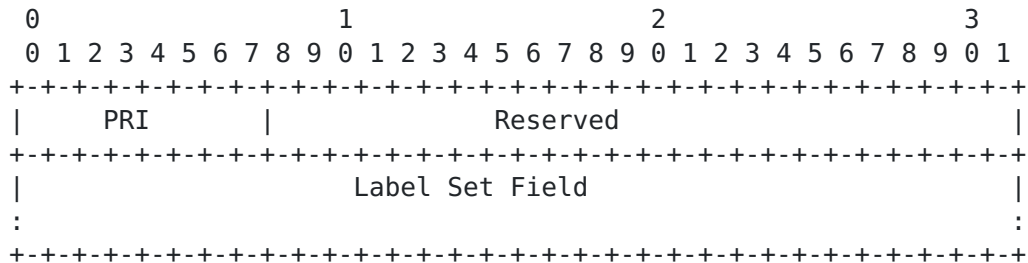 0                   1                   2                   3
 0 1 2 3 4 5 6 7 8 9 0 1 2 3 4 5 6 7 8 9 0 1 2 3 4 5 6 7 8 9 0 1
+-+-+-+-+-+-+-+-+-+-+-+-+-+-+-+-+-+-+-+-+-+-+-+-+-+-+-+-+-+-+-+-+
|     PRI       |              Reserved                         |
+-+-+-+-+-+-+-+-+-+-+-+-+-+-+-+-+-+-+-+-+-+-+-+-+-+-+-+-+-+-+-+-+
|                     Label Set Field                           |
:                                                               :
+-+-+-+-+-+-+-+-+-+-+-+-+-+-+-+-+-+-+-+-+-+-+-+-+-+-+-+-+-+-+-+-+